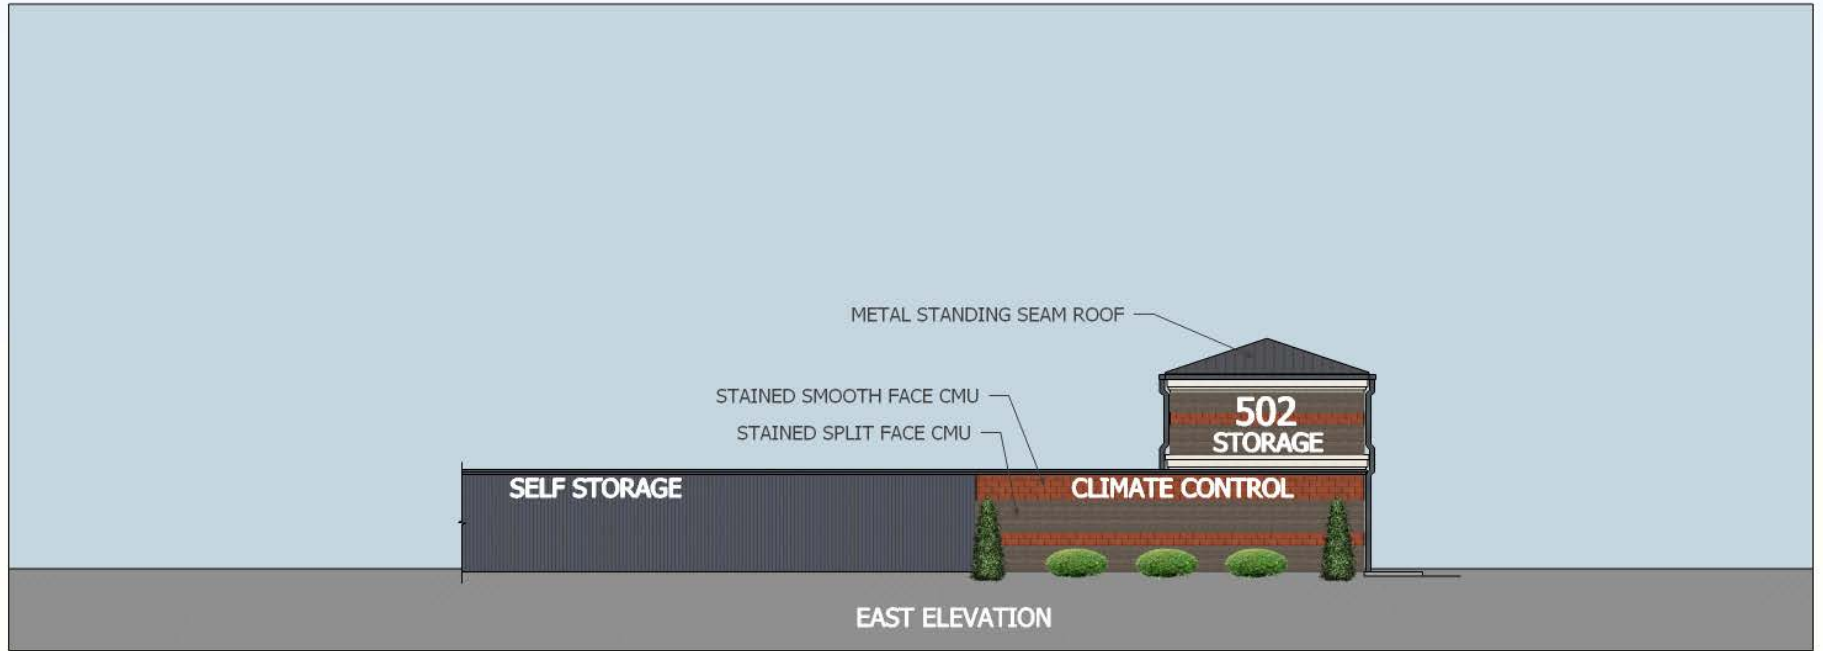 METAL STANDING SEAM ROOF
STAINED SMOOTH FACE CMU
STAINED SPLIT FACE CMU
502
STORAGE
SELF STORAGE
CLIMATE CONTROL
EAST ELEVATION